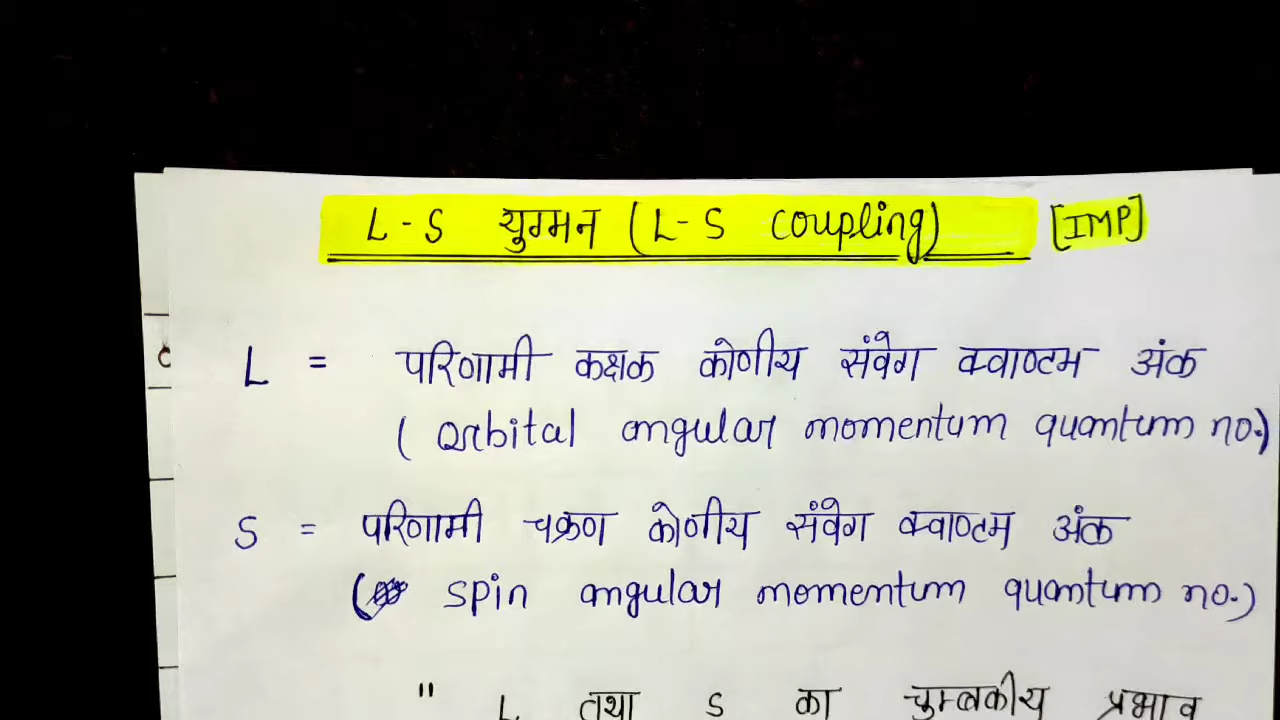 L-S युग्मन (L-S Coupling) [IMP]
L = परिणामी कक्षक कोणीय संवेग क्वाण्टम अंक
( Orbital angular momentum quantum no.)
S = परिणामी चक्रण कोणीय संवेग क्वाण्टम अंक
( spin angular momentum quantum no.)
" L तथा S का चुम्बकीय प्रभाव